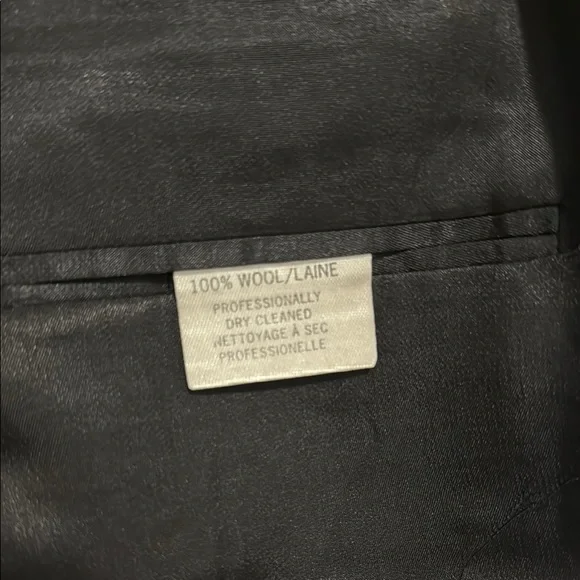 100% WOOL/LAINE
PROFESSIONALLY
DRY CLEANED
NETTOYAGE À SEC
PROFESSIONELLE